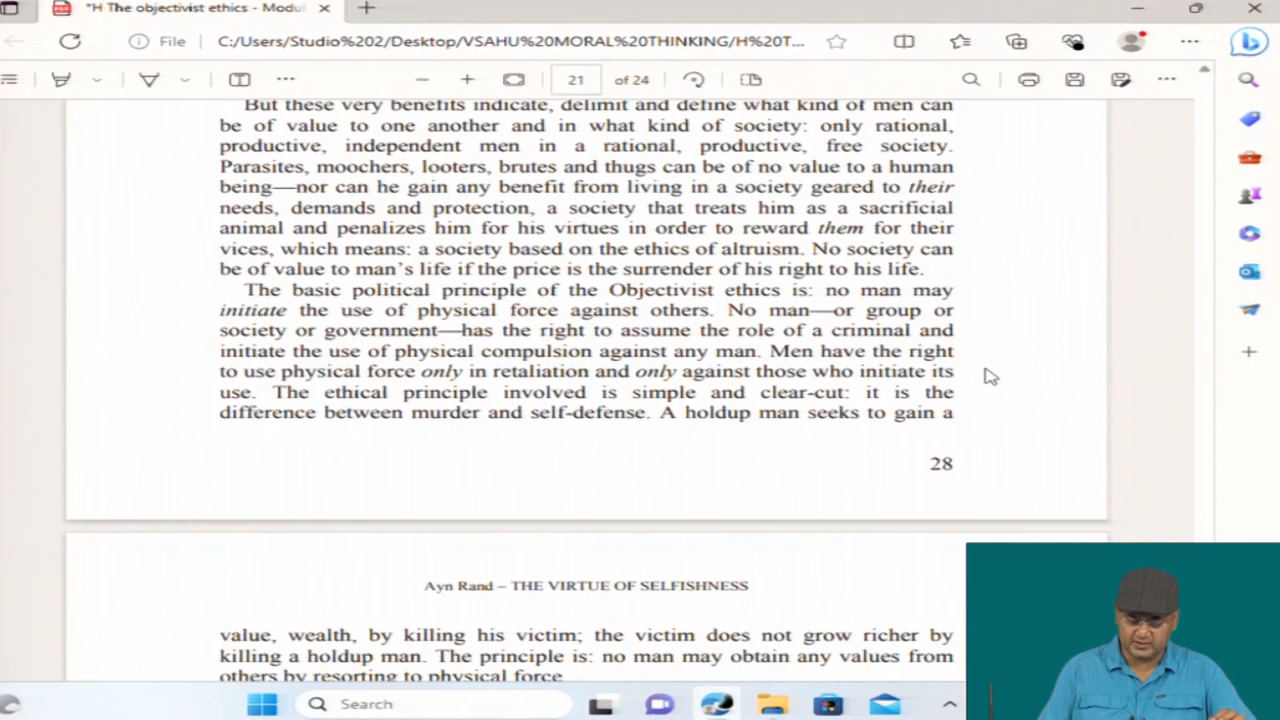 "H The objectivist ethics - Modu
File
C:/Users/Studio%202/Desktop/VSAHU%20MORAL%20THINKING/H%20T...
21
of 24
But these very benefits indicate, delimit and define what kind of men can
be of value to one another and in what kind of society: only rational,
productive, independent men in a rational, productive, free society.
Parasites, moochers, looters, brutes and thugs can be of no value to a human
being—nor can he gain any benefit from living in a society geared to their
needs, demands and protection, a society that treats him as a sacrificial
animal and penalizes him for his virtues in order to reward them for their
vices, which means: a society based on the ethics of altruism. No society can
be of value to man's life if the price is the surrender of his right to his life.
The basic political principle of the Objectivist ethics is: no man may
initiate the use of physical force against others. No man—or group or
society or government—has the right to assume the role of a criminal and
initiate the use of physical compulsion against any man. Men have the right
to use physical force only in retaliation and only against those who initiate its
use. The ethical principle involved is simple and clear-cut: it is the
difference between murder and self-defense. A holdup man seeks to gain a
28
Ayn Rand – THE VIRTUE OF SELFISHNESS
value, wealth, by killing his victim; the victim does not grow richer by
killing a holdup man. The principle is: no man may obtain any values from
others by resorting to physical force
Search